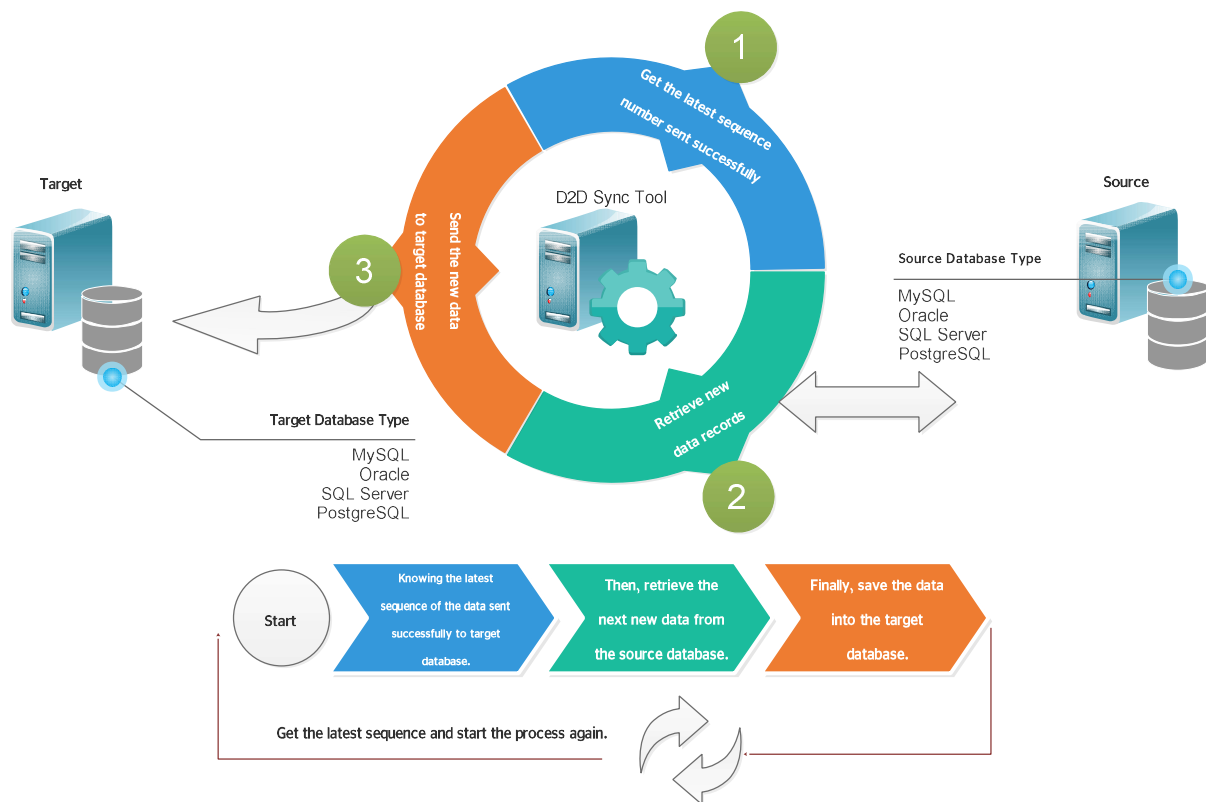 1
Get the latest sequence
number sent successfully
Target
D2D Sync Tool
Source
Send the new data
to target database
3
Source Database Type
MySQL
Oracle
SQL Server
PostgreSQL
Retrieve new
data records
2
Target Database Type
MySQL
Oracle
SQL Server
PostgreSQL
Start
Knowing the latest
sequence of the data sent
successfully to target
database.
Then, retrieve the
next new data from
the source database.
Finally, save the data
into the target
database.
Get the latest sequence and start the process again.